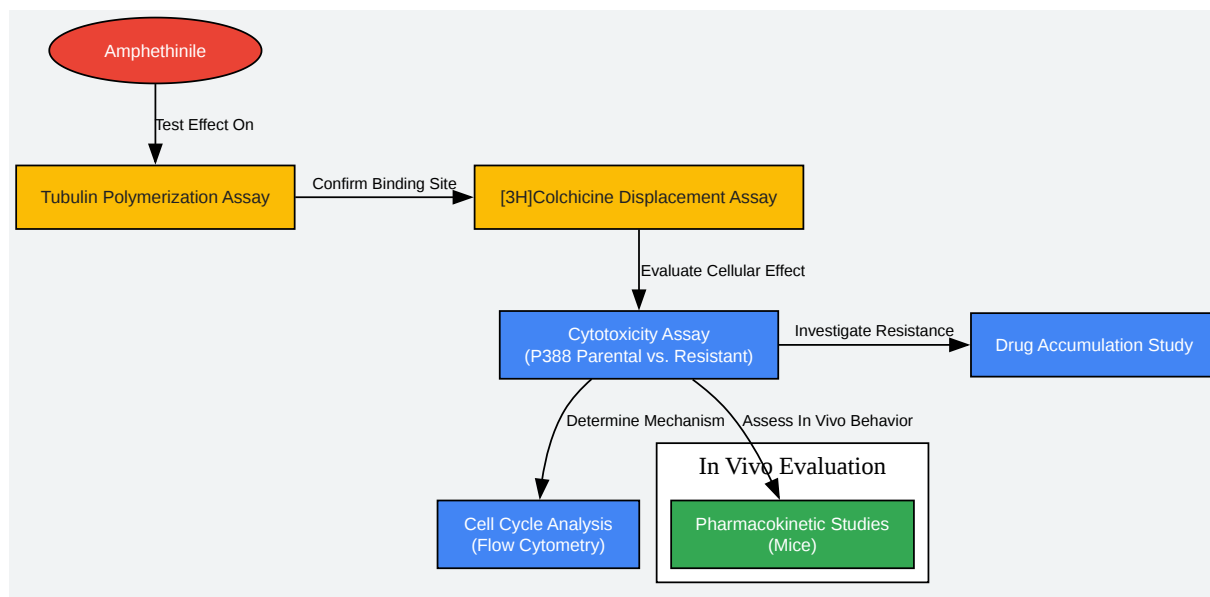 Amphethinile
Test Effect On
Tubulin Polymerization Assay
Confirm Binding Site
[3H]Colchicine Displacement Assay
Evaluate Cellular Effect
Cytotoxicity Assay
(P388 Parental vs. Resistant)
Investigate Resistance
Drug Accumulation Study
Determine Mechanism
Assess In Vivo Behavior
In Vivo Evaluation
Cell Cycle Analysis
(Flow Cytometry)
Pharmacokinetic Studies
(Mice)